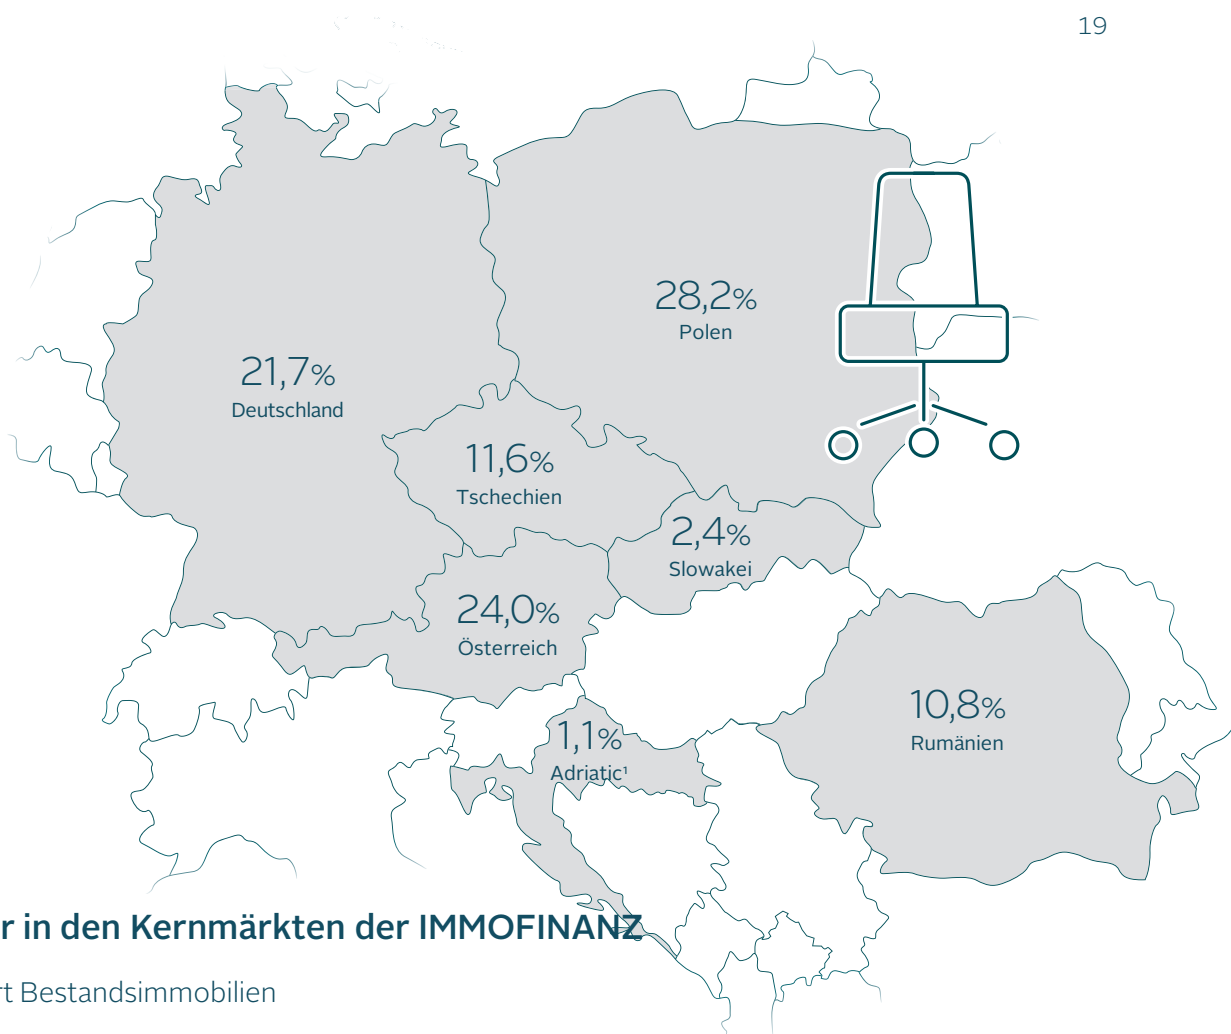 19
28,2%
Polen
21,7%
Deutschland
11,6%
Tschechien
2,4%
Slowakei
24,0%
Österreich
10,8%
Rumänien
1,1%
Adriatic¹
r in den Kernmärkten der IMMOFINANZ
rt Bestandsimmobilien